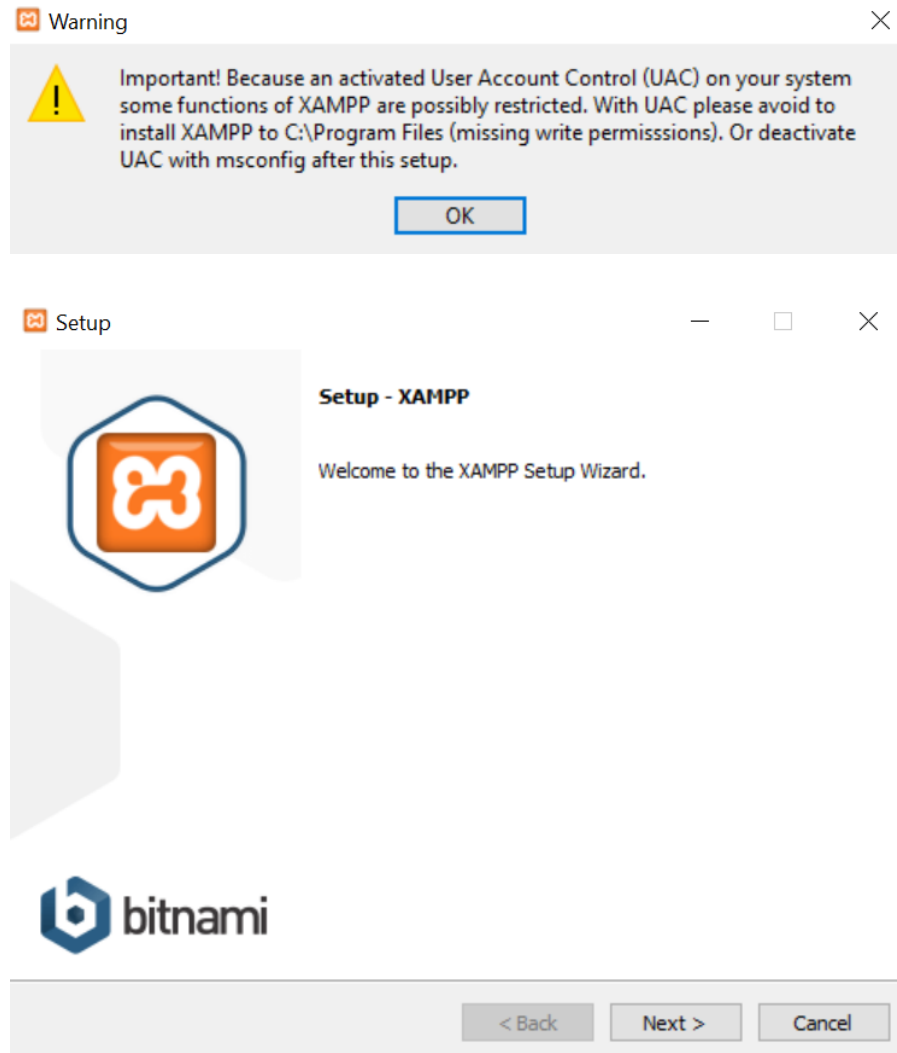 Warning
Important! Because an activated User Account Control (UAC) on your system
some functions of XAMPP are possibly restricted. With UAC please avoid to
install XAMPP to C:\Program Files (missing write permisssions). Or deactivate
UAC with msconfig after this setup.
OK
Setup
Setup - XAMPP
Welcome to the XAMPP Setup Wizard.
bitnami
< Back
Next >
Cancel